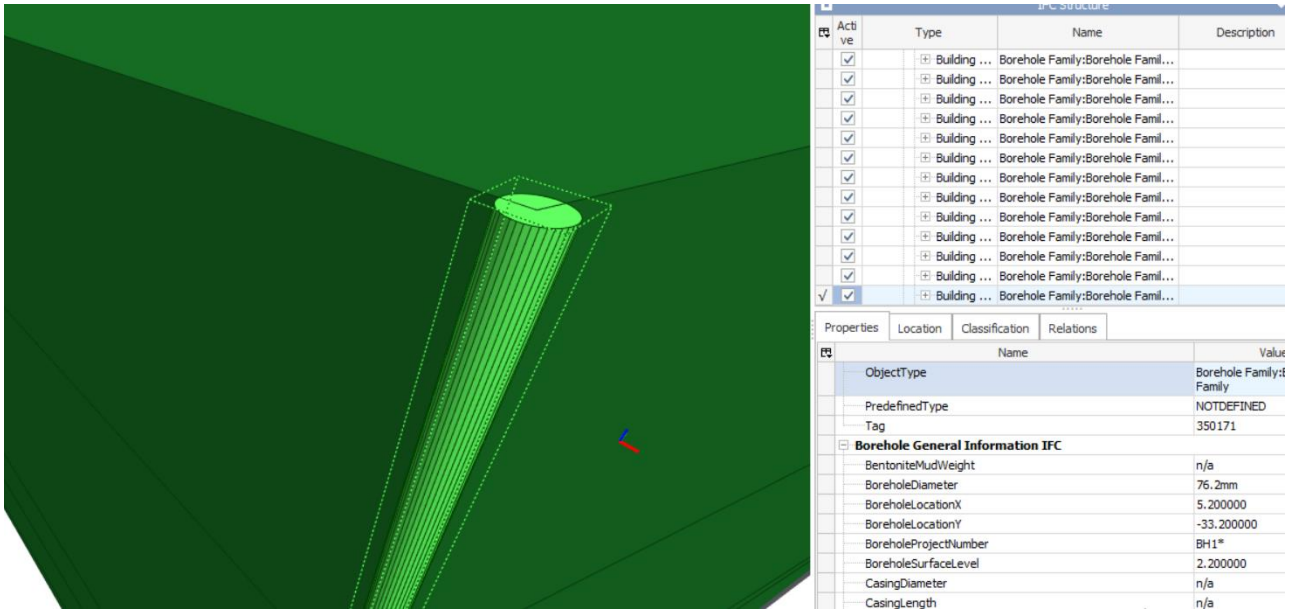 IFC Structure
Acti
ve Type Name Description
Building ... Borehole Family:Borehole Famil...
Building ... Borehole Family:Borehole Famil...
Building ... Borehole Family:Borehole Famil...
Building ... Borehole Family:Borehole Famil...
Building ... Borehole Family:Borehole Famil...
Building ... Borehole Family:Borehole Famil...
Building ... Borehole Family:Borehole Famil...
Building ... Borehole Family:Borehole Famil...
Building ... Borehole Family:Borehole Famil...
Building ... Borehole Family:Borehole Famil...
Building ... Borehole Family:Borehole Famil...
Building ... Borehole Family:Borehole Famil...
Building ... Borehole Family:Borehole Famil...
Properties Location Classification Relations
Name Value
ObjectType Borehole Family:B
Family
PredefinedType NOTDEFINED
Tag 350171
Borehole General Information IFC
BentoniteMudWeight n/a
BoreholeDiameter 76.2mm
BoreholeLocationX 5.200000
BoreholeLocationY -33.200000
BoreholeProjectNumber BH1*
BoreholeSurfaceLevel 2.200000
CasingDiameter n/a
CasingLength n/a